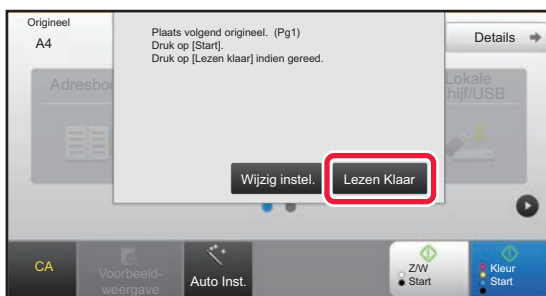 Origineel
A4
Plaats volgend origineel. (Pg1)
Druk op [Start].
Druk op [Lezen klaar] indien gereed.
Details
Adresboe
Lokale
hijf/USB
Wijzig instel.
Lezen Klaar
CA
Voorbeeld-
weergave
Auto Inst.
Z/W
Start
Kleur
Start